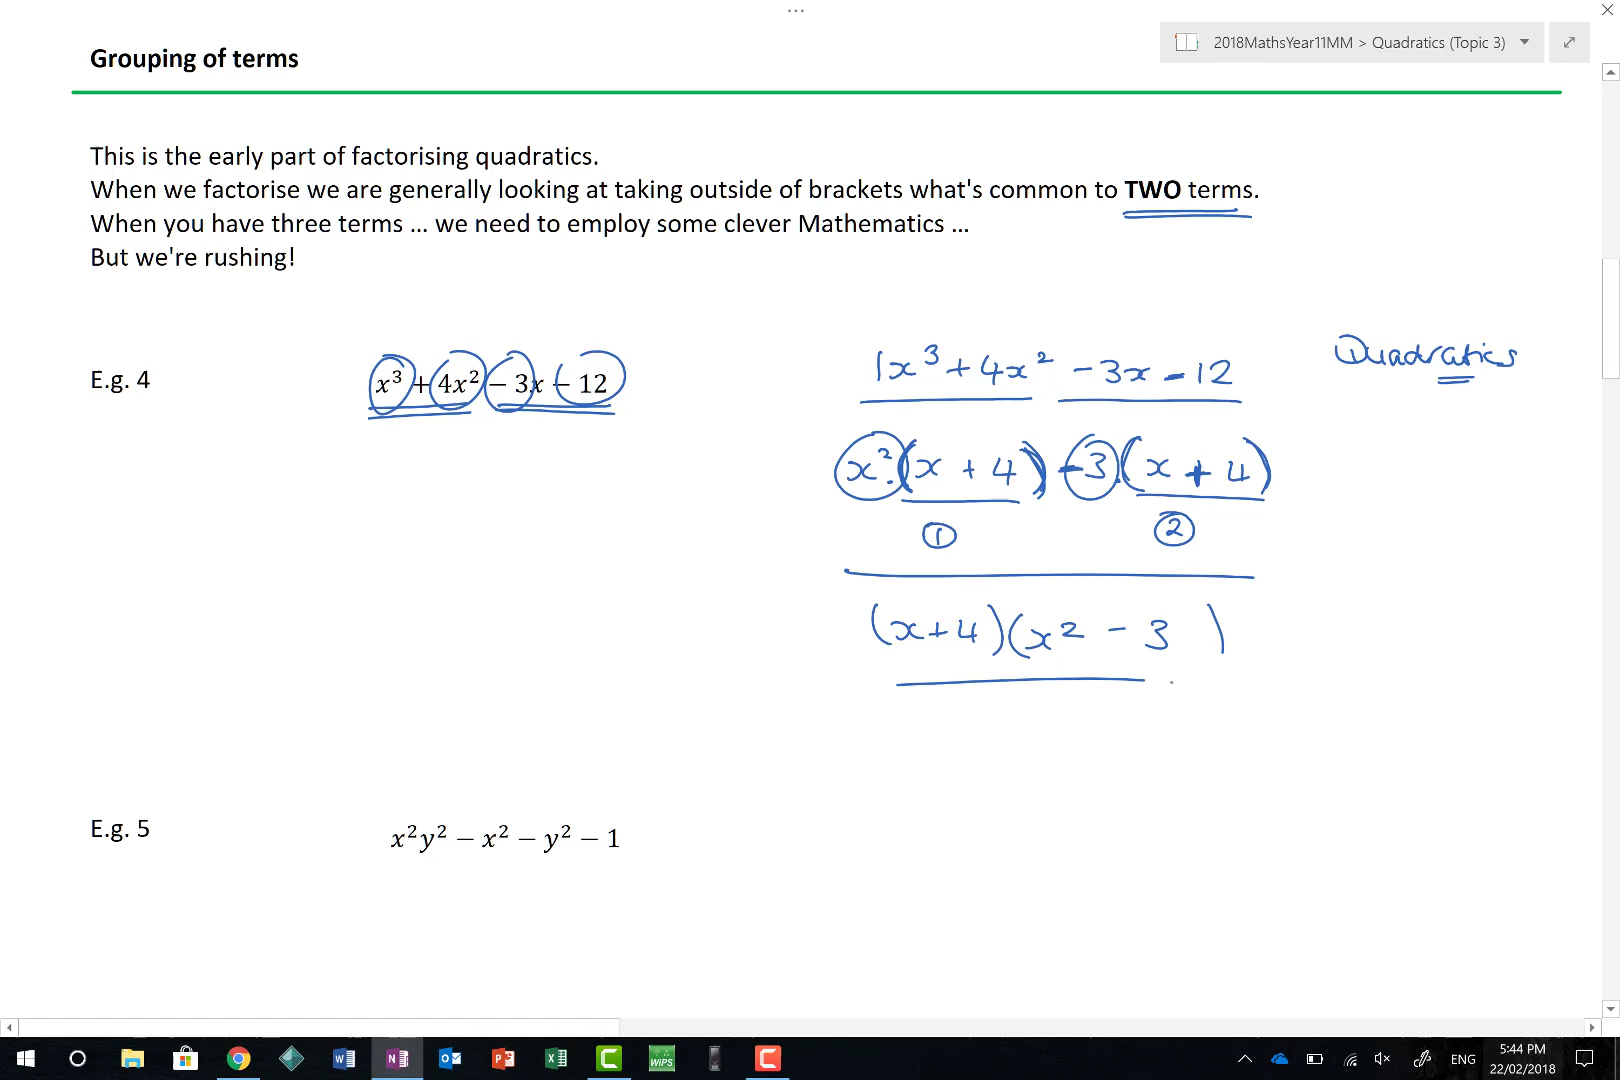 2018MathsYear11MM > Quadratics (Topic 3)
Grouping of terms
This is the early part of factorising quadratics.
When we factorise we are generally looking at taking outside of brackets what's common to TWO terms.
When you have three terms ... we need to employ some clever Mathematics ...
But we're rushing!
E.g. 4
x³ + 4x² − 3x − 12
1x³ + 4x² − 3x − 12
Quadratics
x².(x + 4) − 3.(x + 4)
① ②
(x+4)(x² − 3 )
E.g. 5
x²y² − x² − y² − 1
WIPS
ENG
5:44 PM
22/02/2018